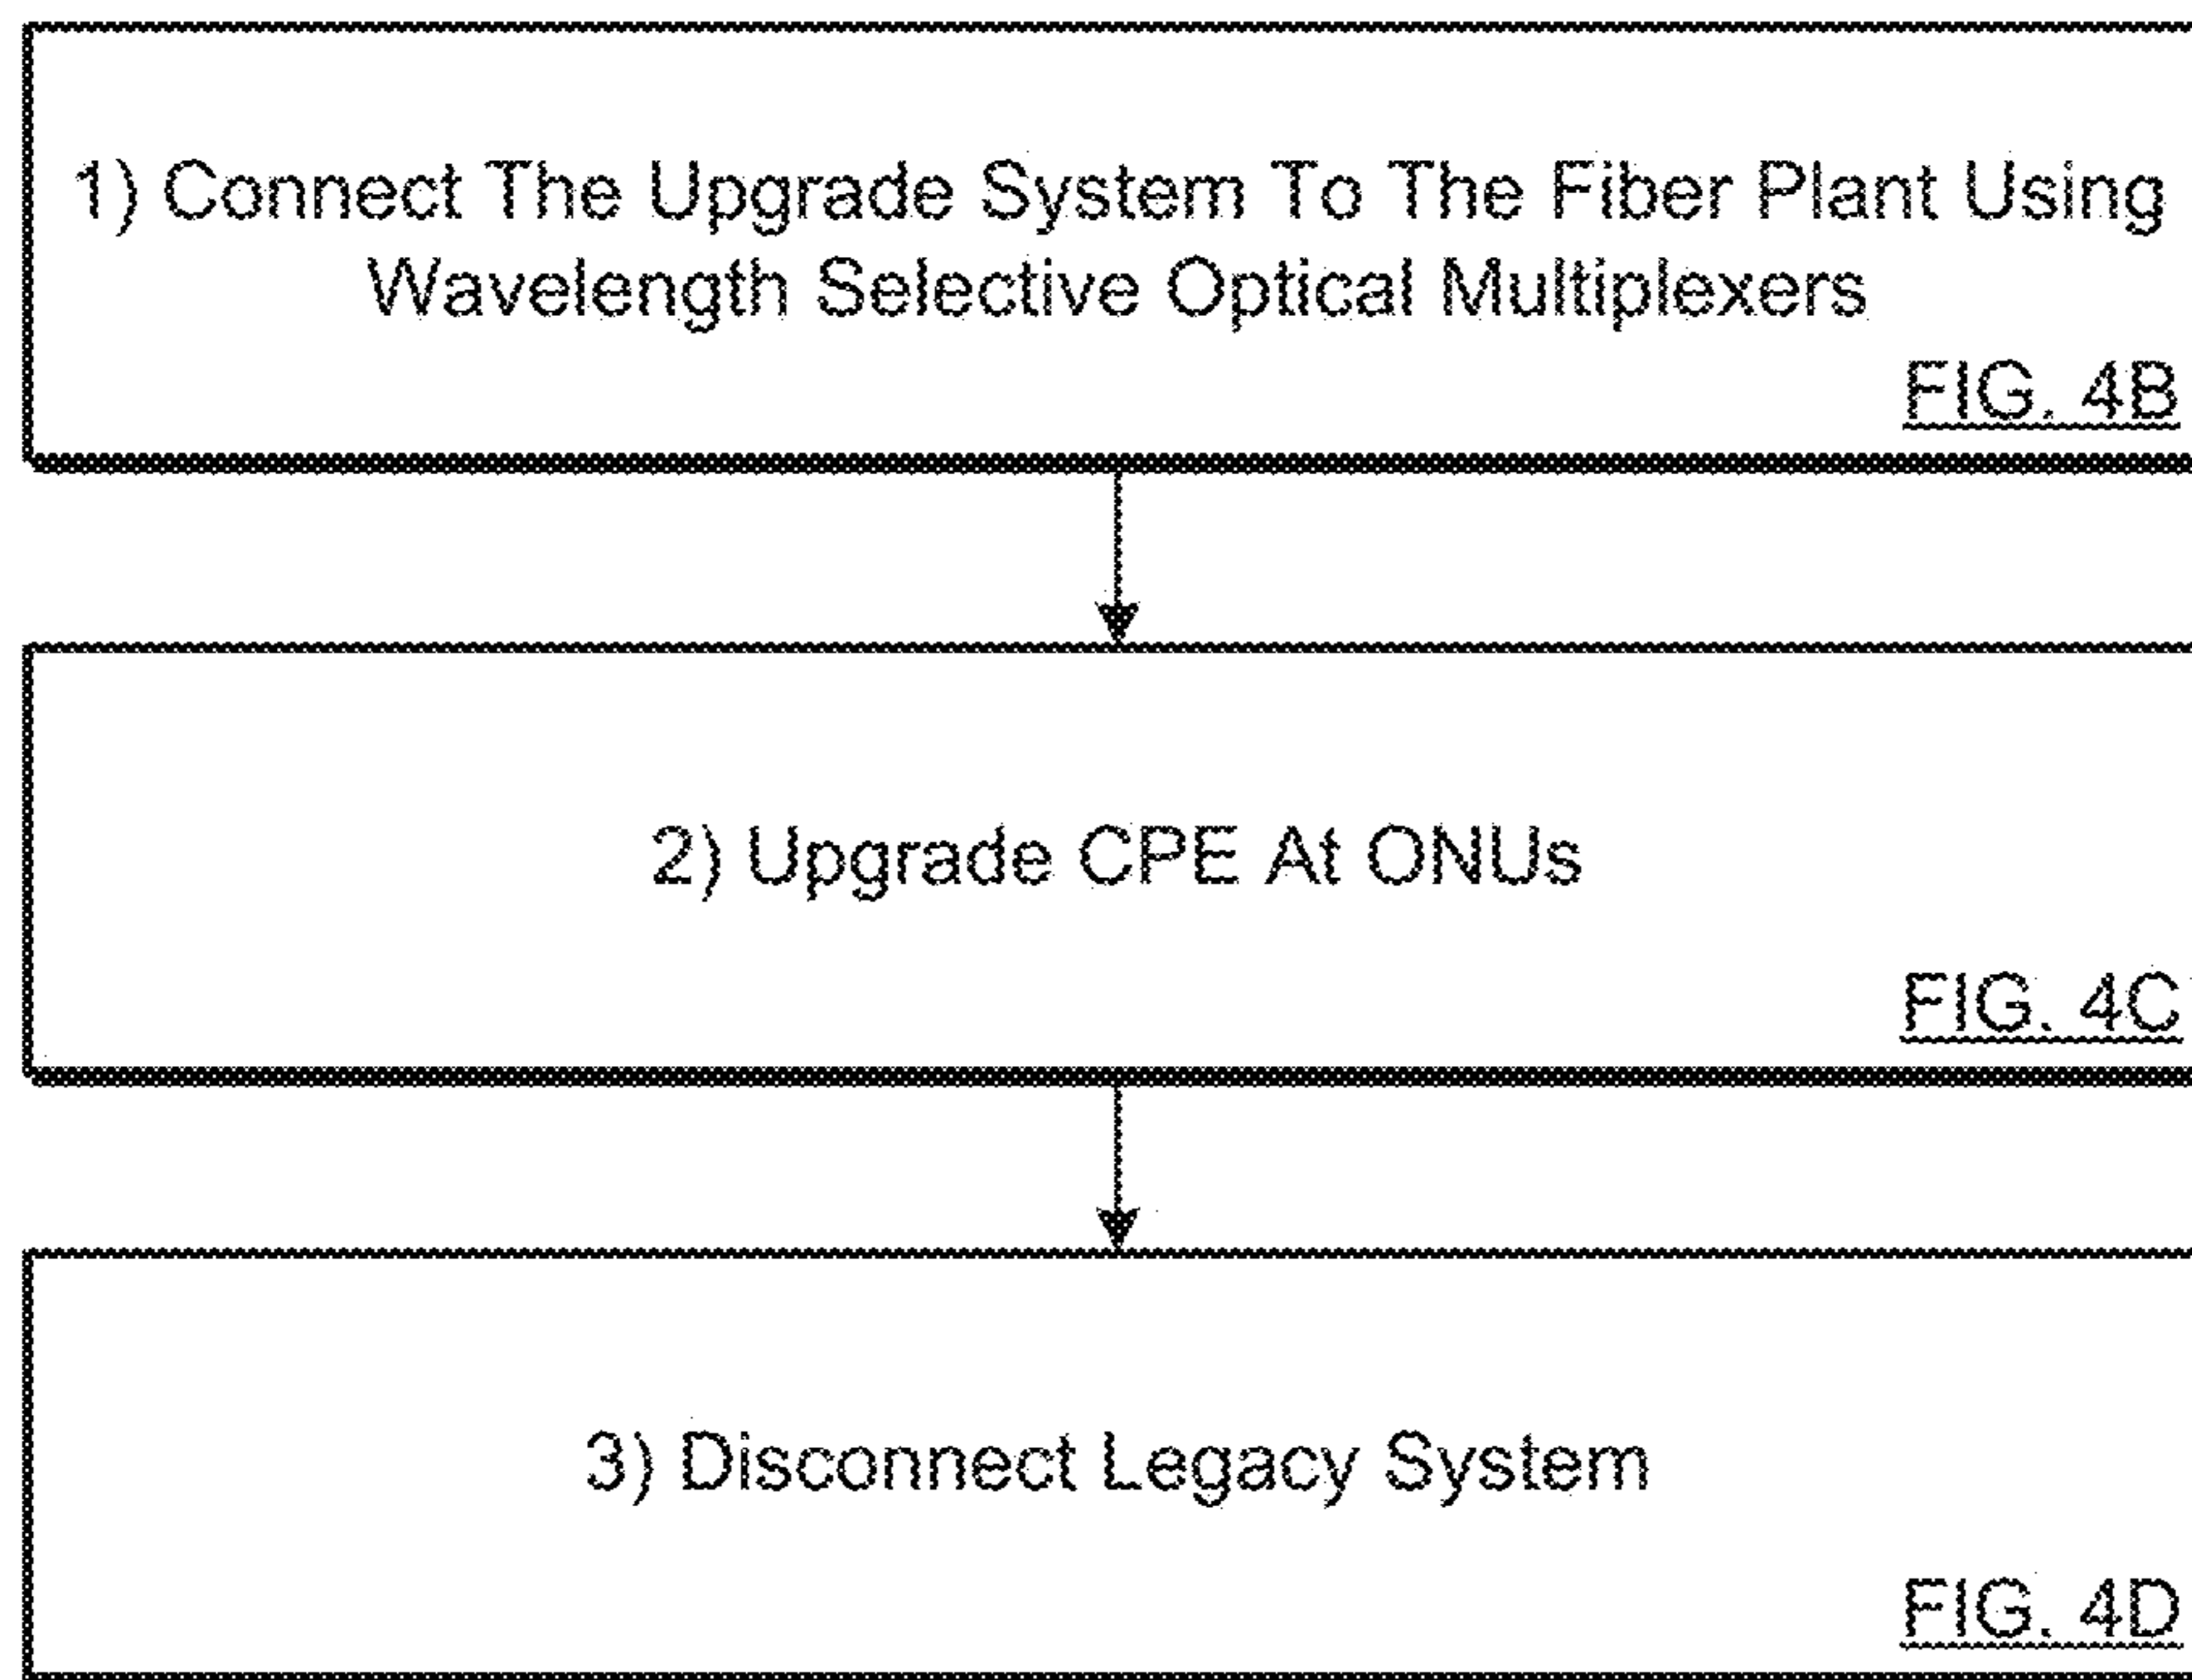 1) Connect The Upgrade System To The Fiber Plant Using
Wavelength Selective Optical Multiplexers
FIG. 4B
2) Upgrade CPE At ONUs
FIG. 4C
3) Disconnect Legacy System
FIG. 4D